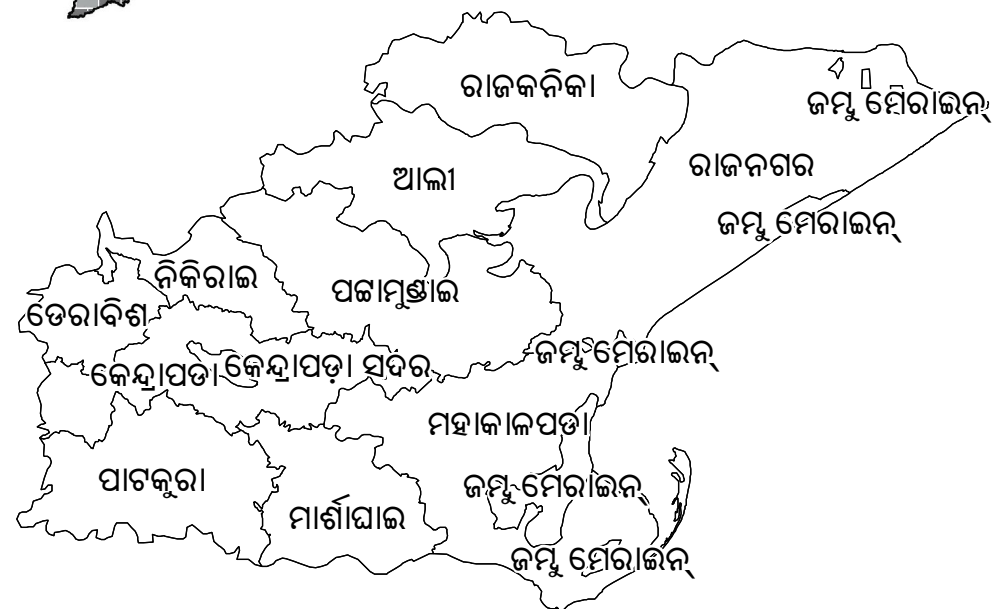 ରାଜକନିକା
ଜମ୍ବୁ ମେରାଇନ୍
ରାଜନଗର
ଆଳୀ
ଜମ୍ବୁ ମେରାଇନ୍
ନିକିରାଇ
ପଟ୍ଟାମୁଣ୍ଡାଇ
ଡେରାବିଶ
ଜମ୍ବୁ ମେରାଇନ୍
କେନ୍ଦ୍ରାପଡା
କେନ୍ଦ୍ରାପଡ଼ା ସଦର
ମହାକାଳପଡା
ପାଟକୁରା
ଜମ୍ବୁ ମେରାଇନ୍
ମାର୍ଶାଘାଇ
ଜମ୍ବୁ ମେରାଇନ୍